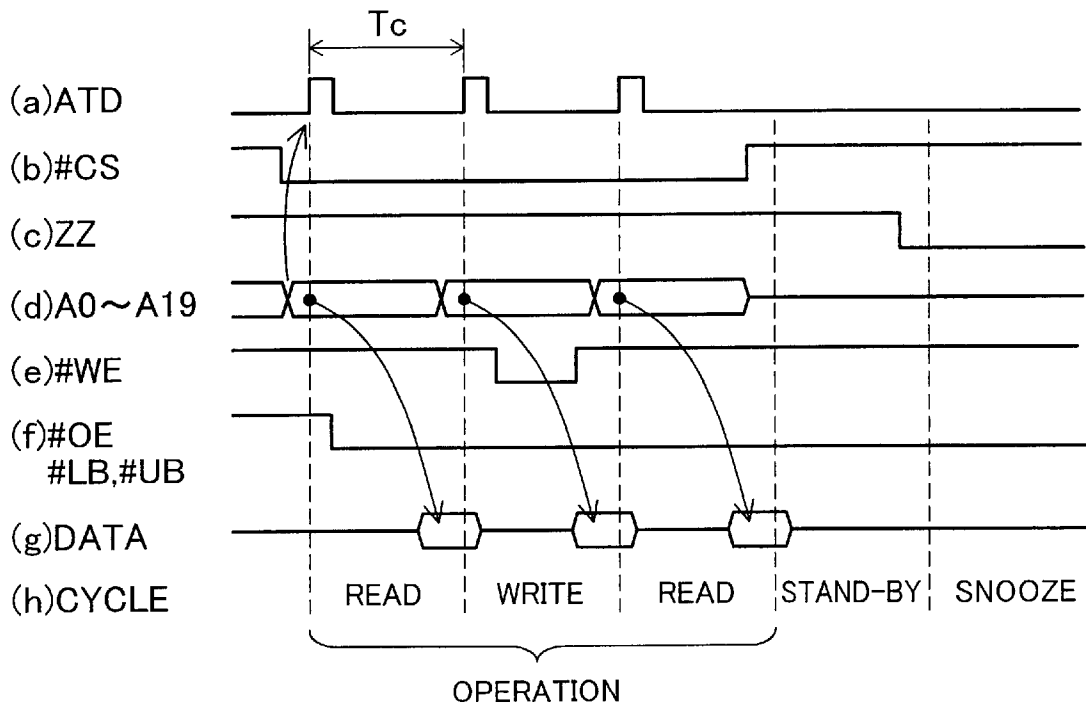 Tc
(a)ATD
(b)#CS
(c)ZZ
(d)A0～A19
(e)#WE
(f)#OE
#LB,#UB
(g)DATA
(h)CYCLE READ WRITE READ STAND-BY SNOOZE
OPERATION